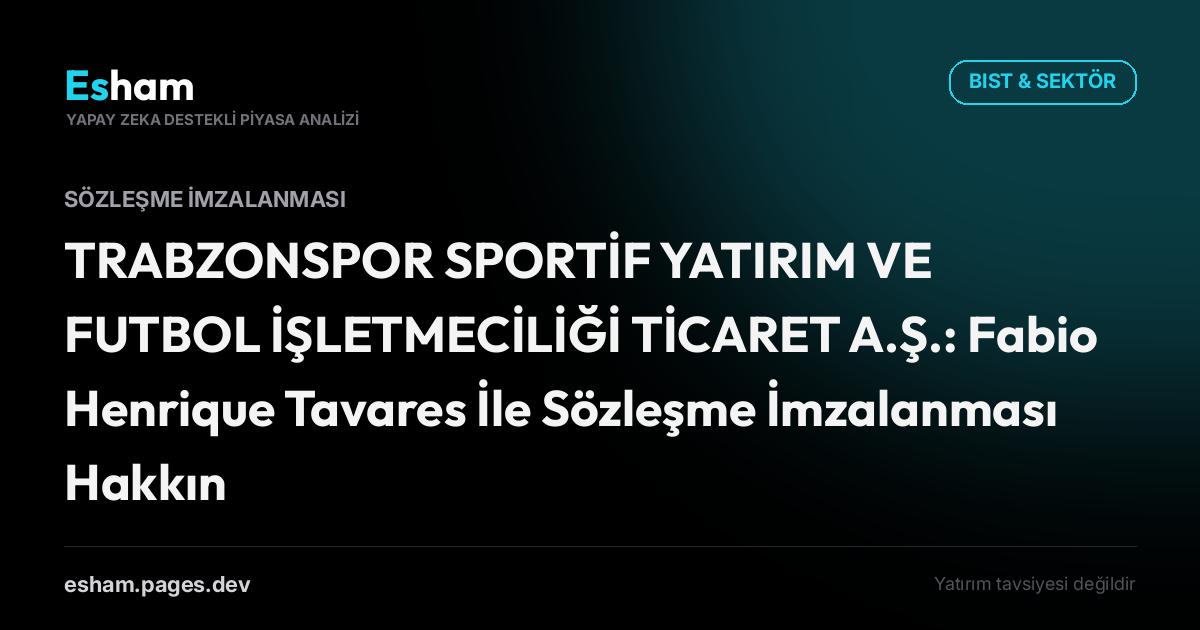 Esham
YAPAY ZEKA DESTEKLİ PİYASA ANALİZİ
BIST & SEKTÖR
SÖZLEŞME İMZALANMASI
TRABZONSPOR SPORTİF YATIRIM VE
FUTBOL İŞLETMECİLİĞİ TİCARET A.Ş.: Fabio
Henrique Tavares İle Sözleşme İmzalanması
Hakkın
esham.pages.dev
Yatırım tavsiyesi değildir